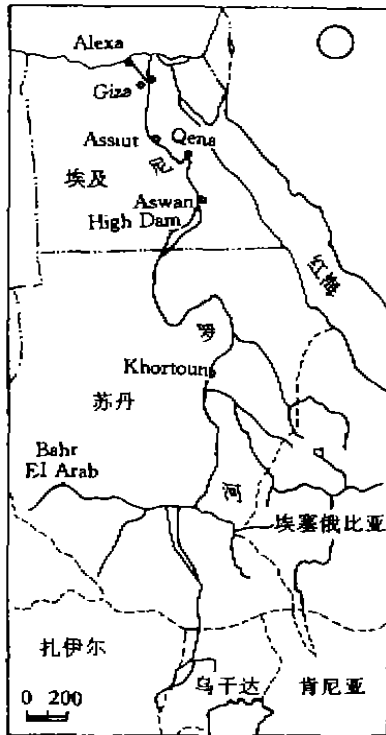 Alexa
Giza
Assaut
Qena
尼
埃及
Aswan
High Dam
红海
罗
Khortoun
苏丹
Bahr
El Arab
河
埃塞俄比亚
扎伊尔
乌干达
肯尼亚
0 200